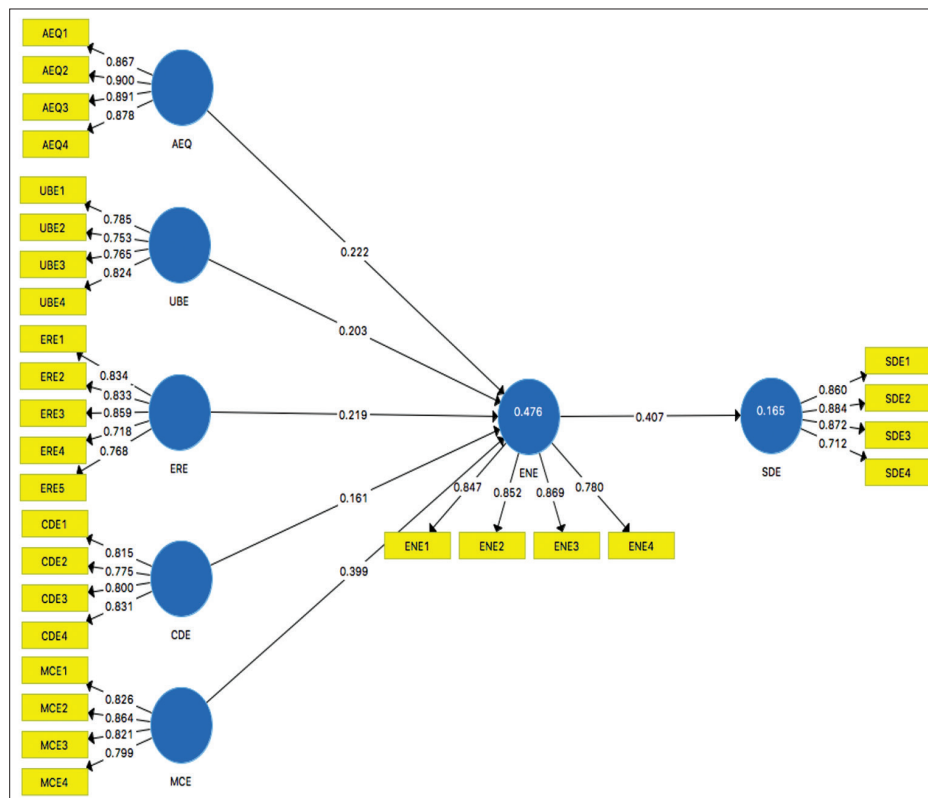 AEQ1
AEQ2
AEQ3
AEQ4
0.867
0.900
0.891
0.878
AEQ
UBE1
UBE2
UBE3
UBE4
0.785
0.753
0.765
0.824
UBE
ERE1
ERE2
ERE3
ERE4
ERE5
0.834
0.833
0.859
0.718
0.768
ERE
CDE1
CDE2
CDE3
CDE4
0.815
0.775
0.800
0.831
CDE
MCE1
MCE2
MCE3
MCE4
0.826
0.864
0.821
0.799
MCE
0.222
0.203
0.219
0.161
0.399
0.476
ENE
0.847
0.852
0.869
0.780
ENE1
ENE2
ENE3
ENE4
0.407
0.165
SDE
0.860
0.884
0.872
0.712
SDE1
SDE2
SDE3
SDE4